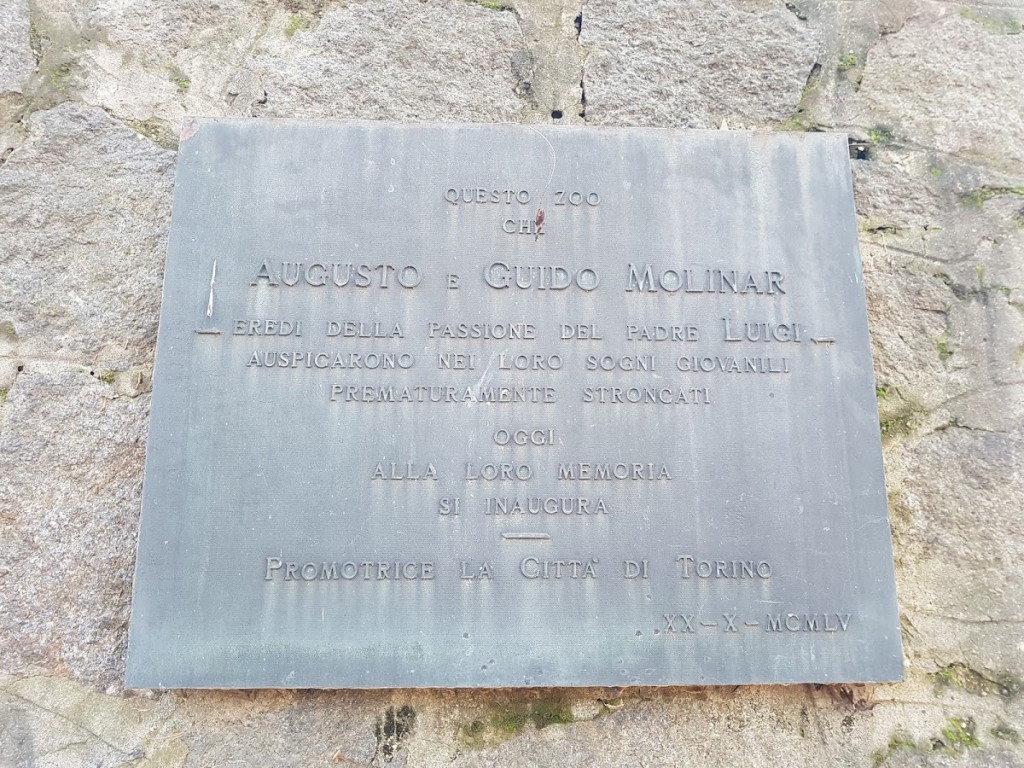 QUESTO ZOO
CHE
AUGUSTO E GUIDO MOLINAR
— EREDI DELLA PASSIONE DEL PADRE LUIGI —
AUSPICARONO NEI LORO SOGNI GIOVANILI
PREMATURAMENTE STRONCATI
OGGI
ALLA LORO MEMORIA
SI INAUGURA
PROMOTRICE LA CITTA' DI TORINO
XX-X-MCMLV